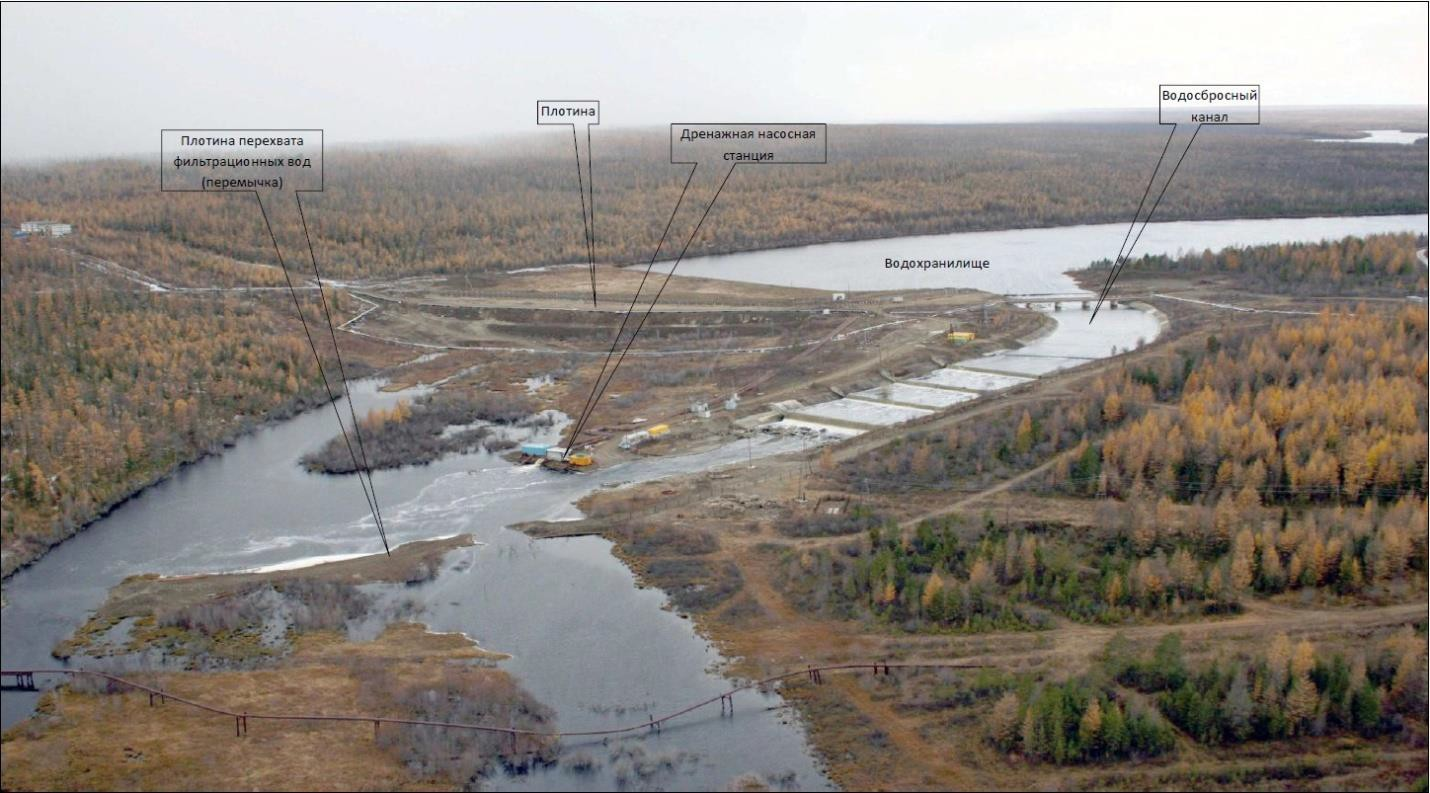 Плотина перехвата
фильтрационных вод
(перемычка)
Плотина
Дренажная насосная
станция
Водосбросный
канал
Водохранилище